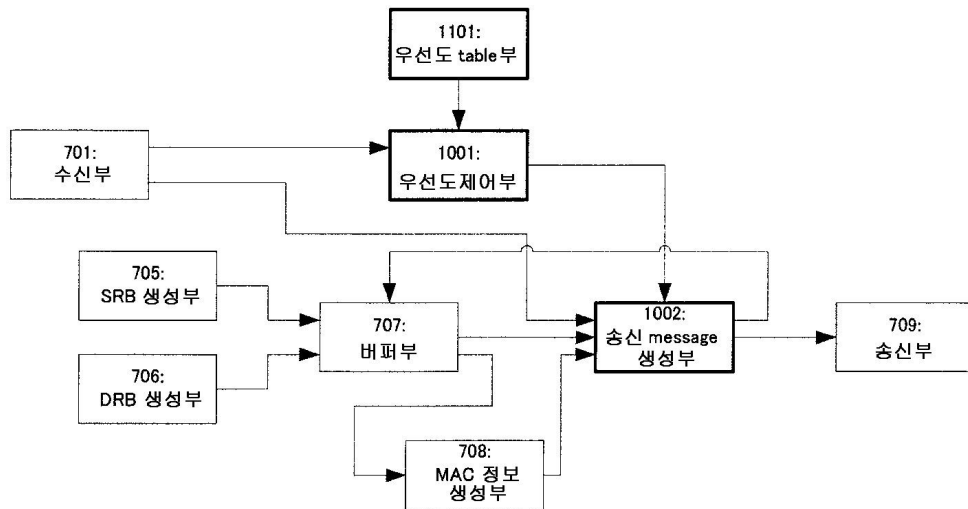 1101:
우선도 table부
701:
수신부
1001:
우선도제어부
705:
SRB 생성부
707:
버퍼부
1002:
송신 message
생성부
709:
송신부
706:
DRB 생성부
708:
MAC 정보
생성부